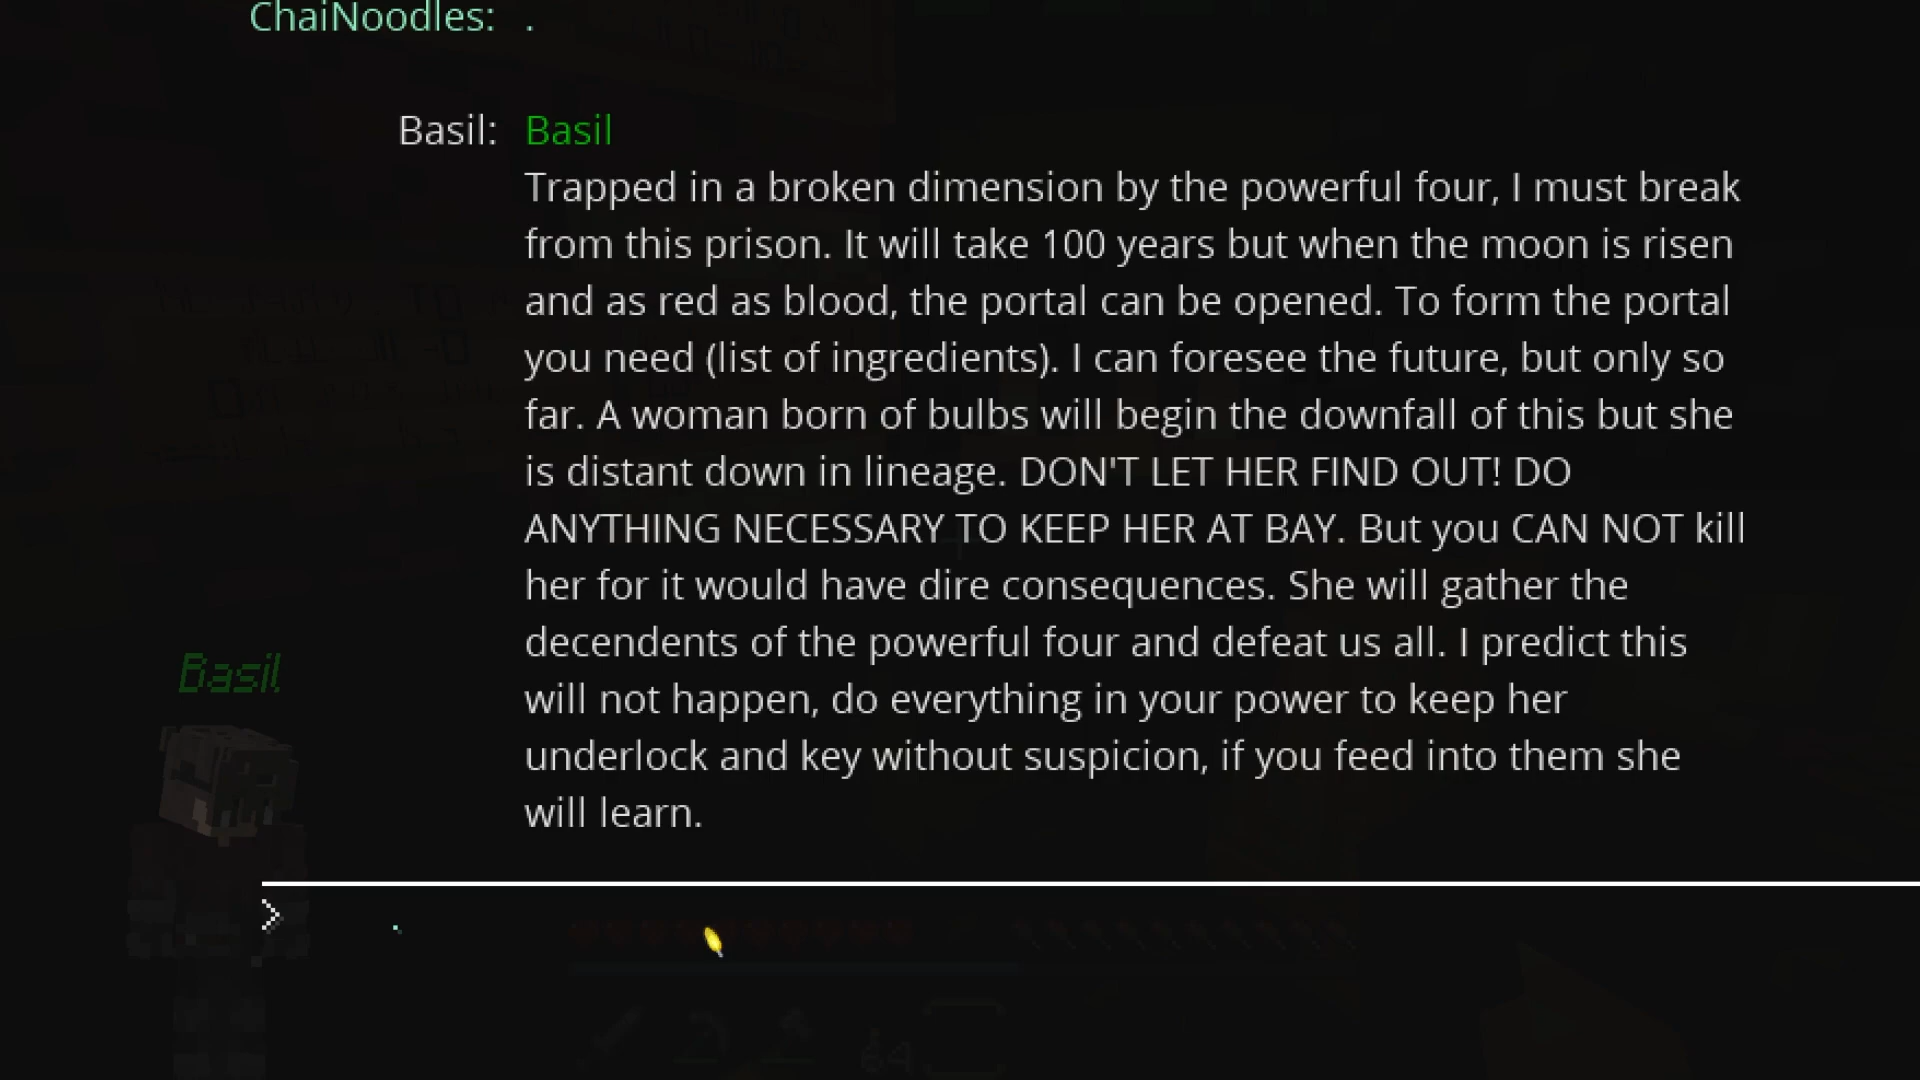 ChaiNoodles: .
Basil: Basil
Trapped in a broken dimension by the powerful four, I must break
from this prison. It will take 100 years but when the moon is risen
and as red as blood, the portal can be opened. To form the portal
you need (list of ingredients). I can foresee the future, but only so
far. A woman born of bulbs will begin the downfall of this but she
is distant down in lineage. DON'T LET HER FIND OUT! DO
ANYTHING NECESSARY TO KEEP HER AT BAY. But you CAN NOT kill
her for it would have dire consequences. She will gather the
decendents of the powerful four and defeat us all. I predict this
will not happen, do everything in your power to keep her
underlock and key without suspicion, if you feed into them she
will learn.
Basil
>
.
64